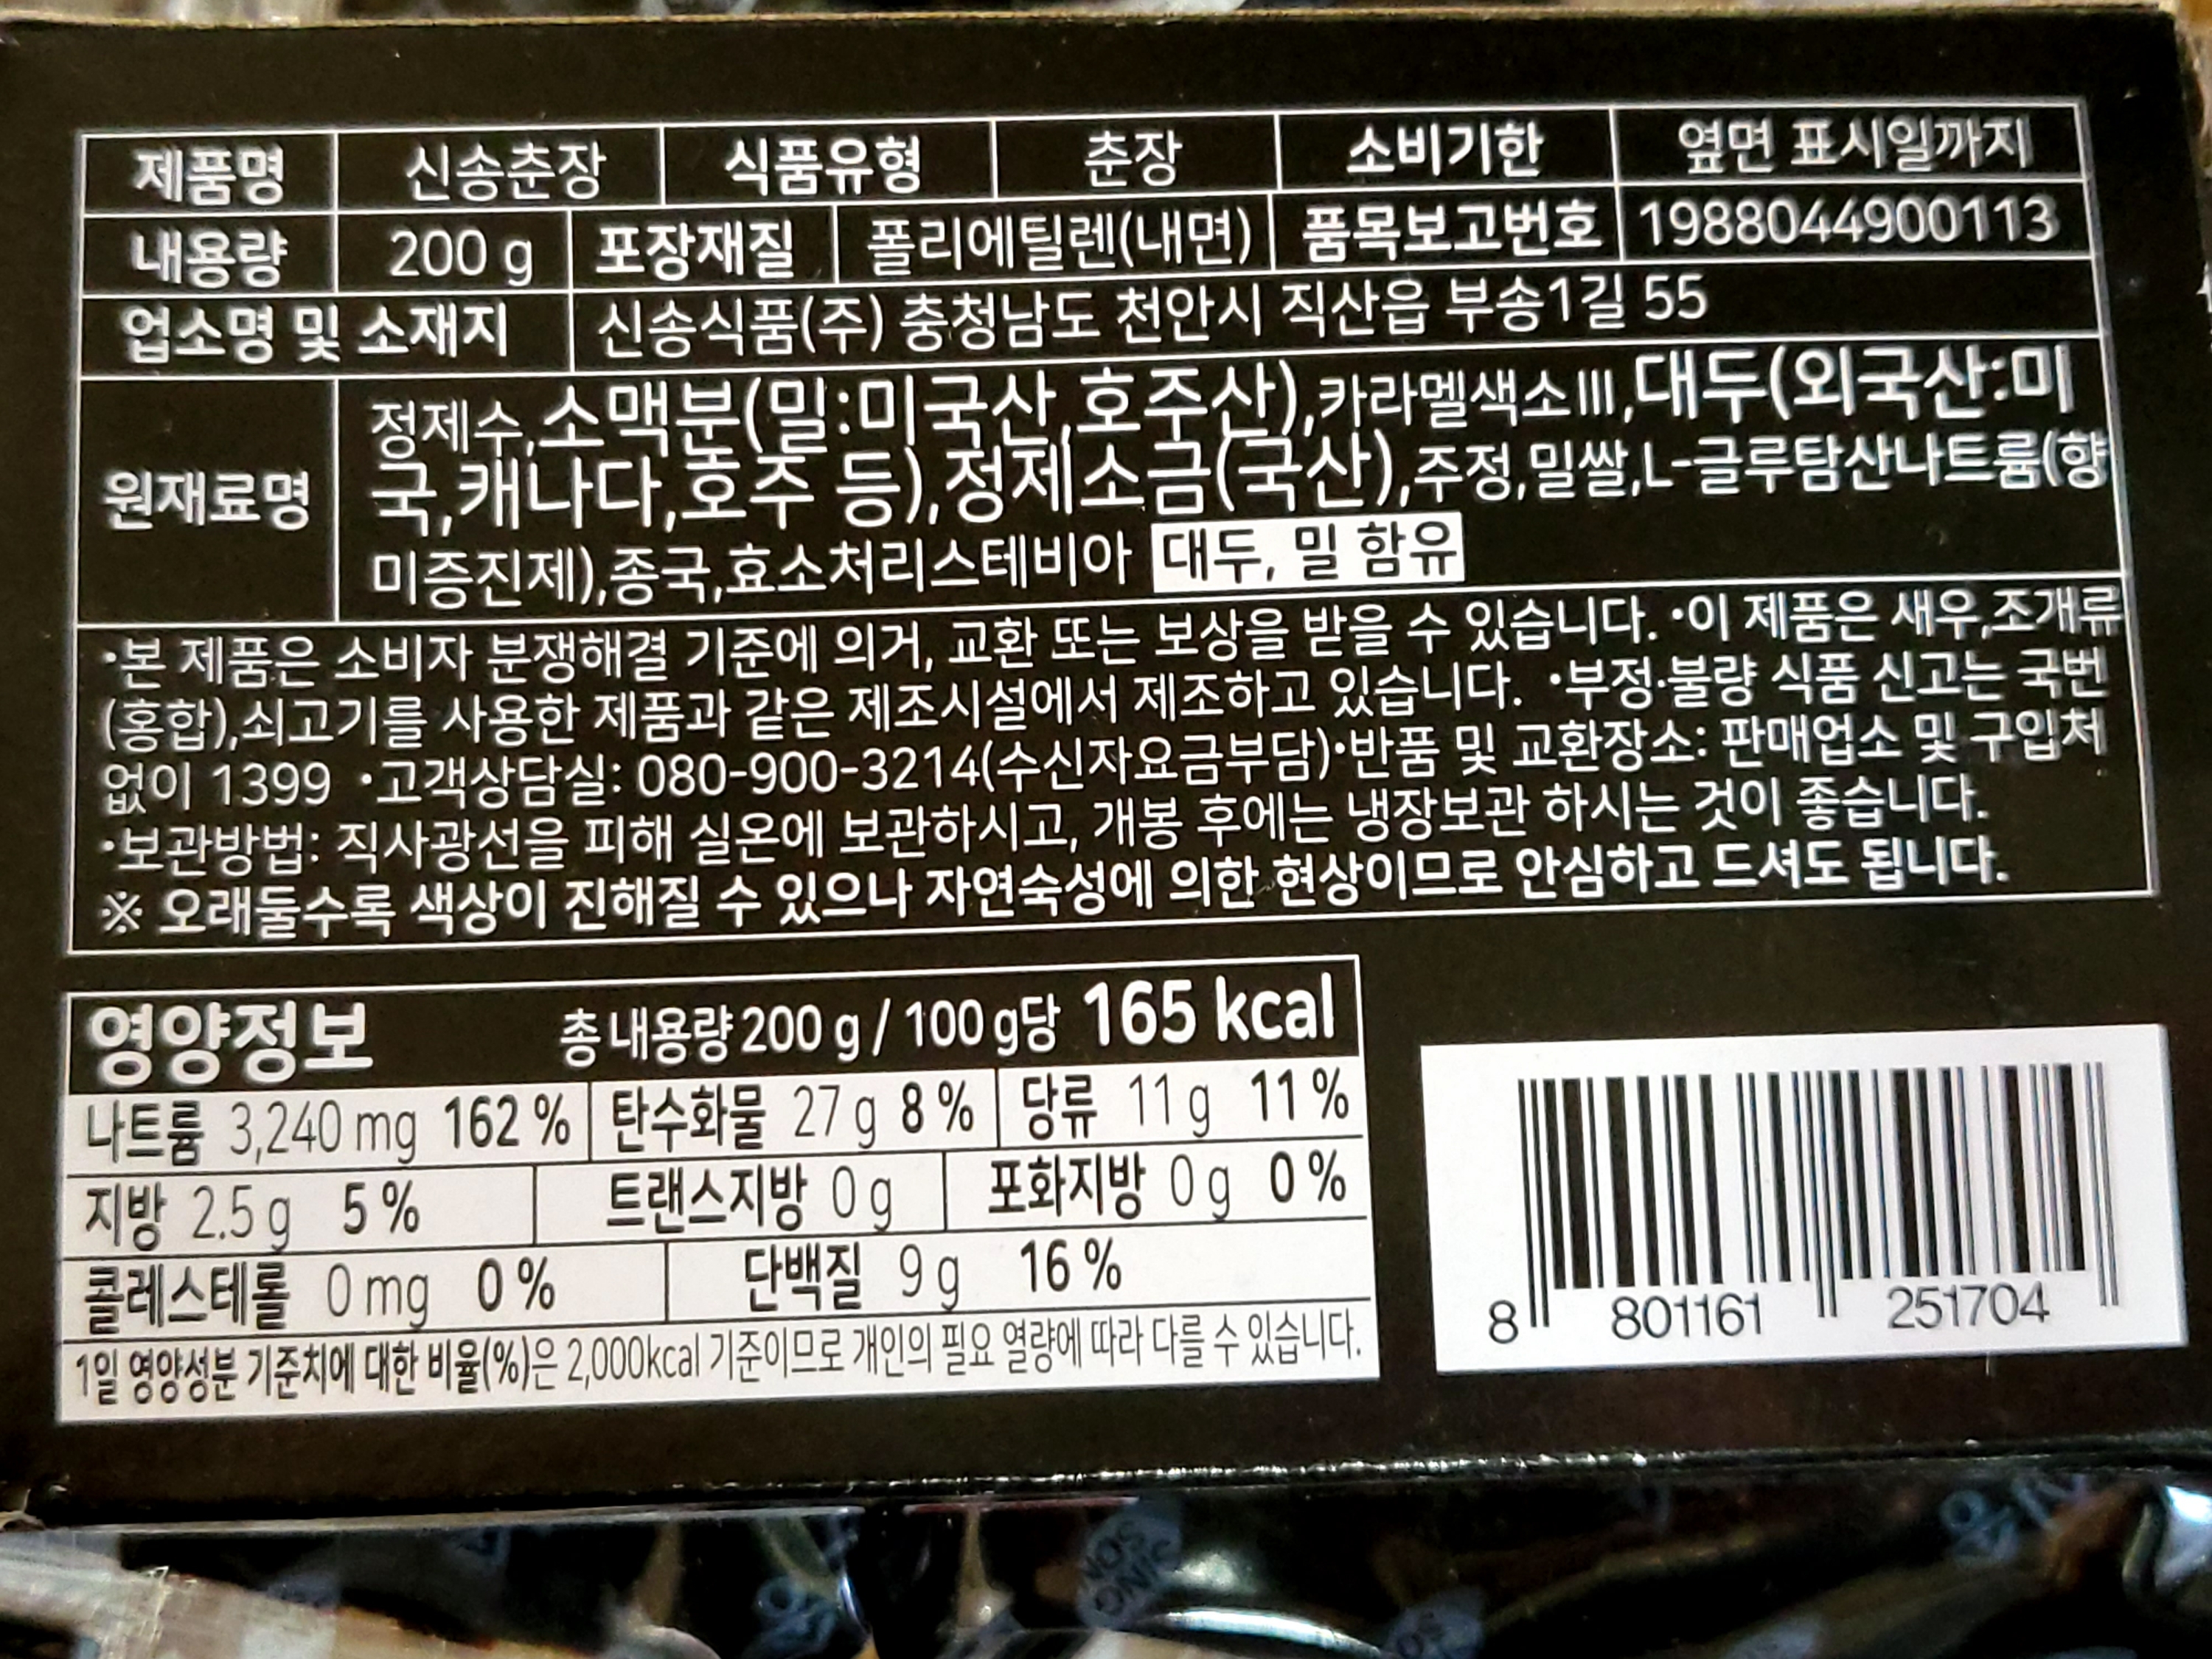 제품명 신송춘장 식품유형 춘장 소비기한 옆면 표시일까지
내용량 200 g 포장재질 폴리에틸렌(내면) 품목보고번호 1988044900113
업소명 및 소재지 신송식품(주) 충청남도 천안시 직산읍 부송1길 55
원재료명
정제수,소맥분(밀:미국산,호주산),카라멜색소III,대두(외국산:미
국,캐나다,호주 등),정제소금(국산),주정,밀쌀,L-글루탐산나트륨(향
미증진제),종국,효소처리스테비아 대두, 밀 함유
·본 제품은 소비자 분쟁해결 기준에 의거, 교환 또는 보상을 받을 수 있습니다. ·이 제품은 새우,조개류
(홍합),쇠고기를 사용한 제품과 같은 제조시설에서 제조하고 있습니다. ·부정·불량 식품 신고는 국번
없이 1399 ·고객상담실: 080-900-3214(수신자요금부담)·반품 및 교환장소: 판매업소 및 구입처
·보관방법: 직사광선을 피해 실온에 보관하시고, 개봉 후에는 냉장보관 하시는 것이 좋습니다.
※ 오래둘수록 색상이 진해질 수 있으나 자연숙성에 의한 현상이므로 안심하고 드셔도 됩니다.
영양정보 총 내용량 200 g / 100 g당 165 kcal
나트륨 3,240 mg 162 % 탄수화물 27 g 8 % 당류 11 g 11 %
지방 2.5 g 5 % 트랜스지방 0 g 포화지방 0 g 0 %
콜레스테롤 0 mg 0 % 단백질 9 g 16 %
1일 영양성분 기준치에 대한 비율(%)은 2,000kcal 기준이므로 개인의 필요 열량에 따라 다를 수 있습니다.
8 801161 251704